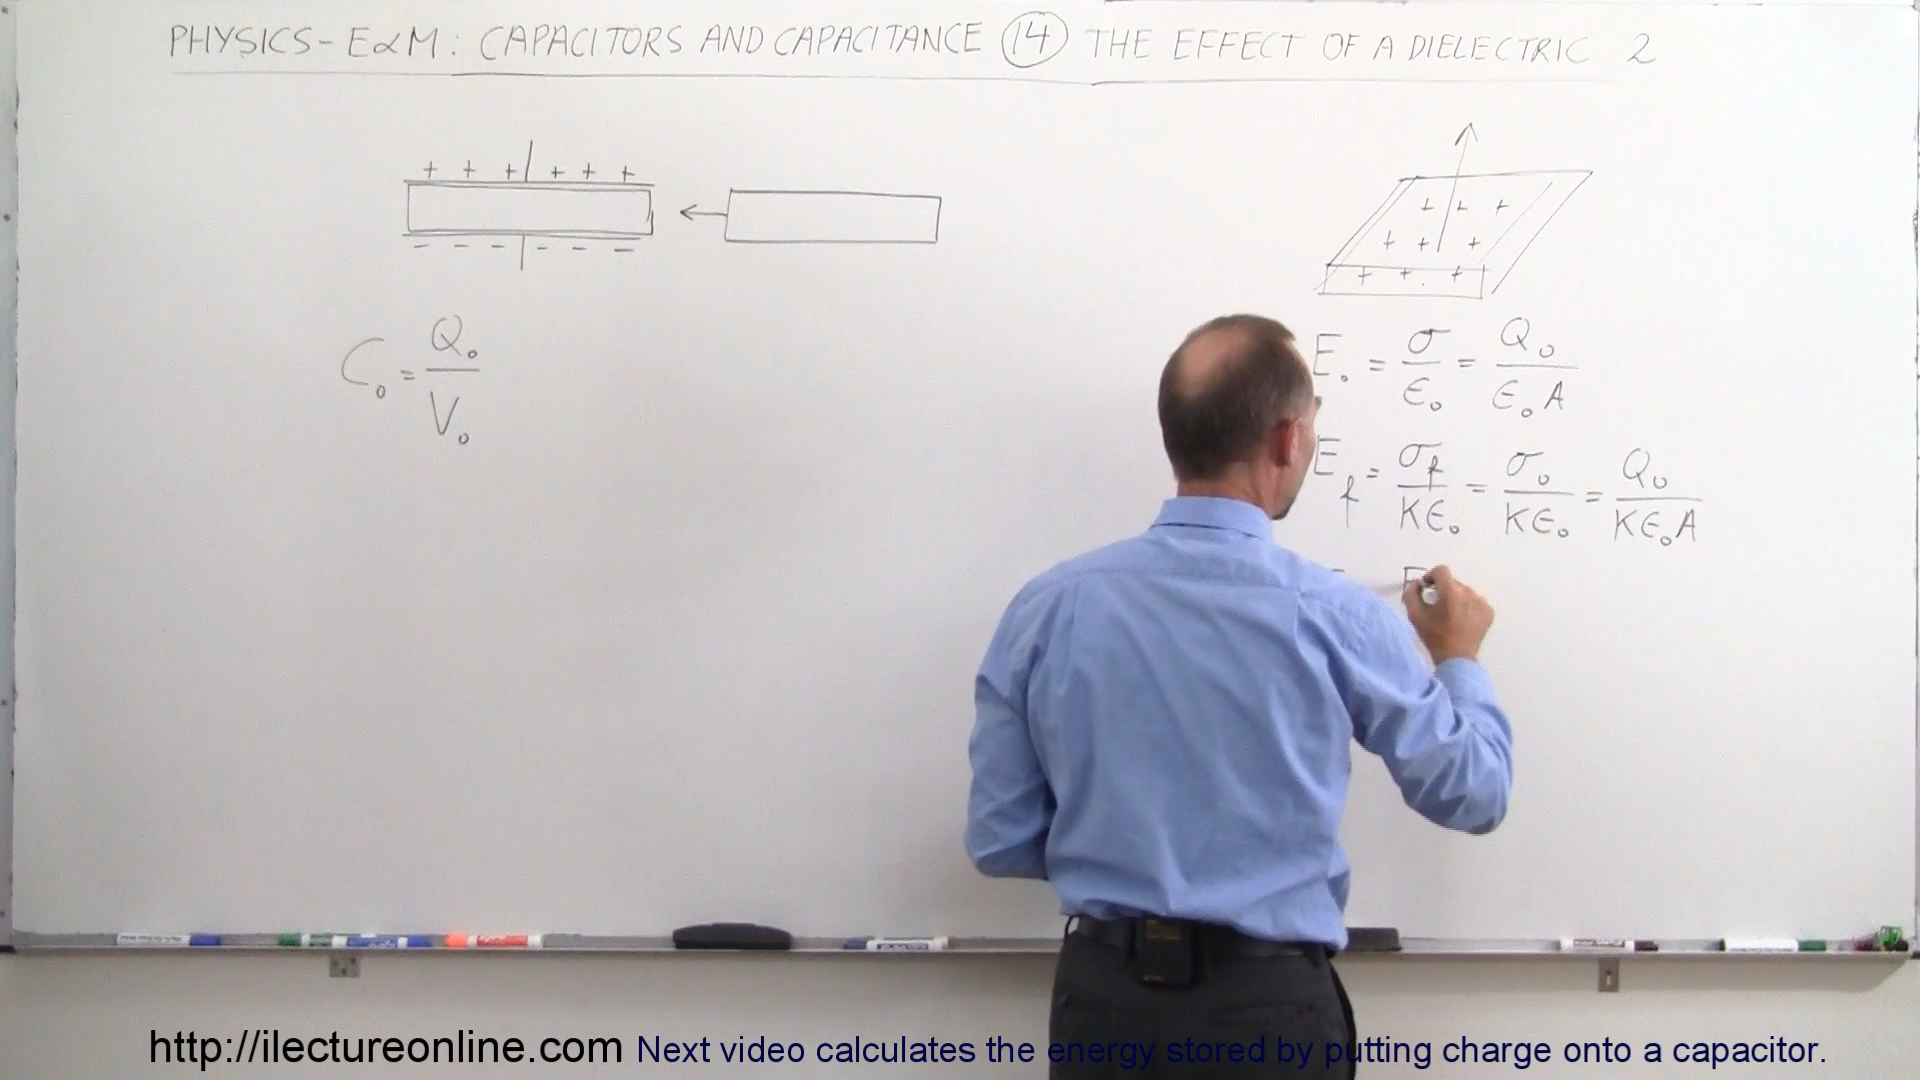 PHYSICS - E&M: CAPACITORS AND CAPACITANCE (14) THE EFFECT OF A DIELECTRIC 2
+ + + + + +
- - - - - -
C₀ = Q₀/V₀
+ + +
+ + +
+ + +
E₀ = σ/ϵ₀ = Q₀/ϵ₀A
E_f = σ_f/Kϵ₀ = σ₀/Kϵ₀ = Q₀/Kϵ₀A
http://ilectureonline.com Next video calculates the energy stored by putting charge onto a capacitor.